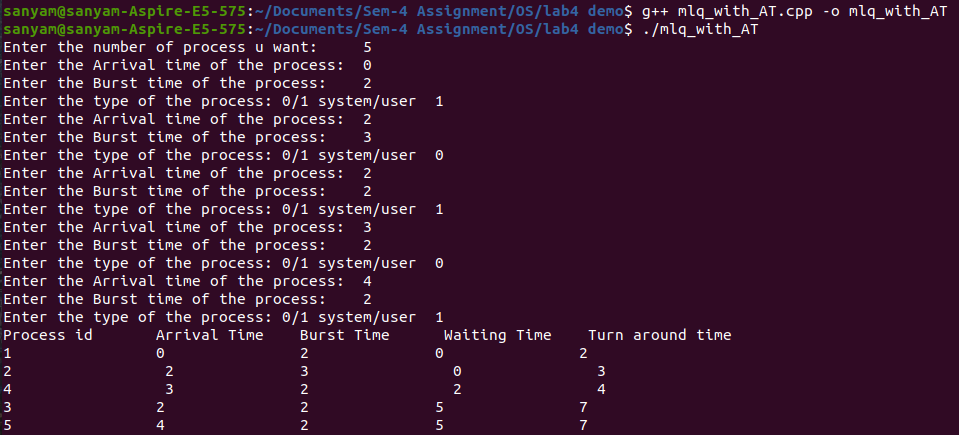 sanyam@sanyam-Aspire-E5-575:~/Documents/Sem-4 Assignment/OS/lab4 demo$ g++ mlq_with_AT.cpp -o mlq_with_AT
sanyam@sanyam-Aspire-E5-575:~/Documents/Sem-4 Assignment/OS/lab4 demo$ ./mlq_with_AT
Enter the number of process u want:     5
Enter the Arrival time of the process:  0
Enter the Burst time of the process:    2
Enter the type of the process: 0/1 system/user  1
Enter the Arrival time of the process:  2
Enter the Burst time of the process:    3
Enter the type of the process: 0/1 system/user  0
Enter the Arrival time of the process:  2
Enter the Burst time of the process:    2
Enter the type of the process: 0/1 system/user  1
Enter the Arrival time of the process:  3
Enter the Burst time of the process:    2
Enter the type of the process: 0/1 system/user  0
Enter the Arrival time of the process:  4
Enter the Burst time of the process:    2
Enter the type of the process: 0/1 system/user  1
Process id       Arrival Time    Burst Time      Waiting Time    Turn around time
1                0               2              0               2
2                 2              3                0               3
4                 3              2                2               4
3                2               2              5               7
5                4               2              5               7